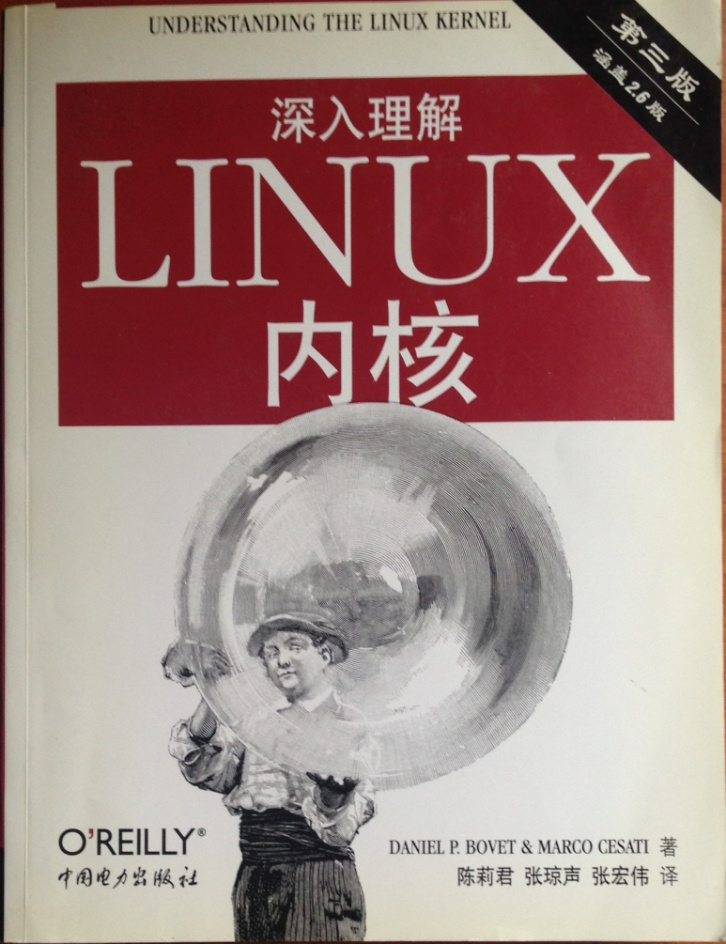 UNDERSTANDING THE LINUX KERNEL
第三版
涵盖2.6版
深入理解
LINUX
内核
O'REILLY®
中国电力出版社
DANIEL P. BOVET & MARCO CESATI 著
陈莉君 张琼声 张宏伟 译